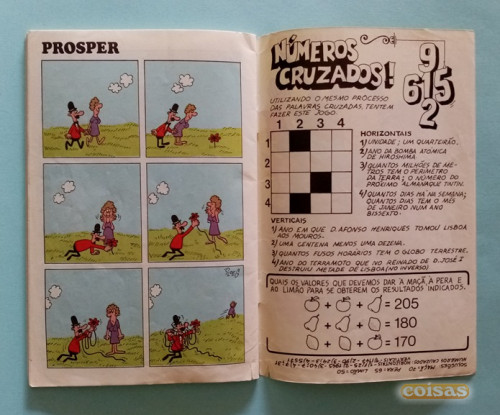 PROSPER
NÚMEROS
CRUZADOS!
9
615
2
UTILIZANDO O MESMO PROCESSO
DAS PALAVRAS CRUZADAS, TENTEM
FAZER ESTE JOGO.
1 2 3 4
1
2
3
4
HORIZONTAIS
1/ UNIDADE; UM QUARTEIRÃO.
2/ ANO DA BOMBA ATÓMICA
DE HIROSHIMA.
3/ QUANTOS MILHÕES DE ME-
TROS TEM O PERÍMETRO
DA TERRA; O NÚMERO DO
PRÓXIMO ALMANAQUE TINTIN.
4/ QUANTOS DIAS HÁ NA SEMANA;
QUANTOS DIAS TEM O MÊS
DE JANEIRO NUM ANO
BISSEXTO.
VERTICAIS
1/ ANO EM QUE D. AFONSO HENRIQUES TOMOU LISBOA
AOS MOUROS.
2/ UMA CENTENA MENOS UMA DEZENA.
3/ QUANTOS FUSOS HORÁRIOS TEM O GLOBO TERRESTRE.
4/ ANO DO TERRAMOTO QUE NO REINADO DE D. JOSÉ I
DESTRUIU METADE DE LISBOA (NO INVERSO)
QUAIS OS VALORES QUE DEVEMOS DAR À MAÇÃ, À PERA E
AO LIMÃO PARA SE OBTEREM OS RESULTADOS INDICADOS.
+ + = 205
+ + = 180
+ + = 170
coisas